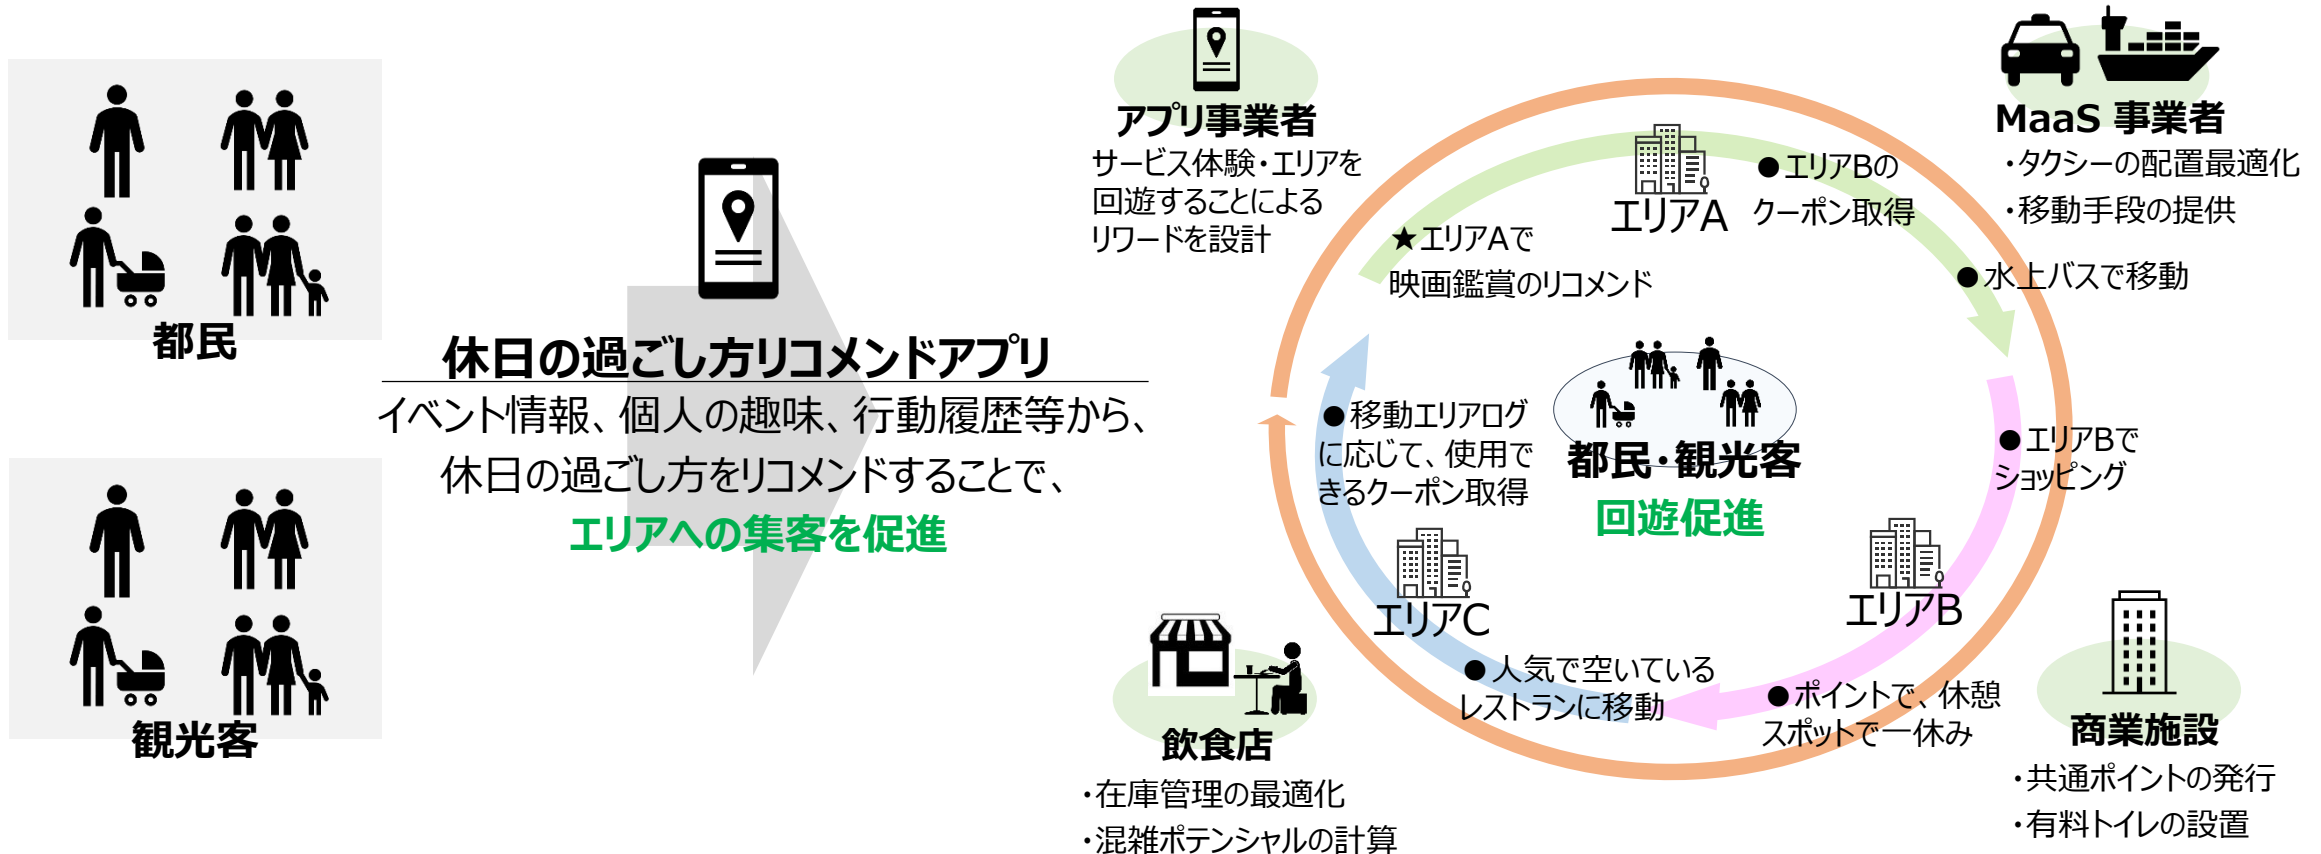 都民
観光客
休日の過ごし方リコメンドアプリ
イベント情報、個人の趣味、行動履歴等から、
休日の過ごし方をリコメンドすることで、
エリアへの集客を促進
アプリ事業者
サービス体験・エリアを
回遊することによる
リワードを設計
MaaS 事業者
・タクシーの配置最適化
・移動手段の提供
エリアA
★エリアAで
映画鑑賞のリコメンド
●エリアBの
クーポン取得
●水上バスで移動
●エリアBで
ショッピング
エリアB
●ポイントで、休憩
スポットで一休み
●人気で空いている
レストランに移動
エリアC
●移動エリアログ
に応じて、使用で
きるクーポン取得
都民・観光客
回遊促進
飲食店
・在庫管理の最適化
・混雑ポテンシャルの計算
商業施設
・共通ポイントの発行
・有料トイレの設置